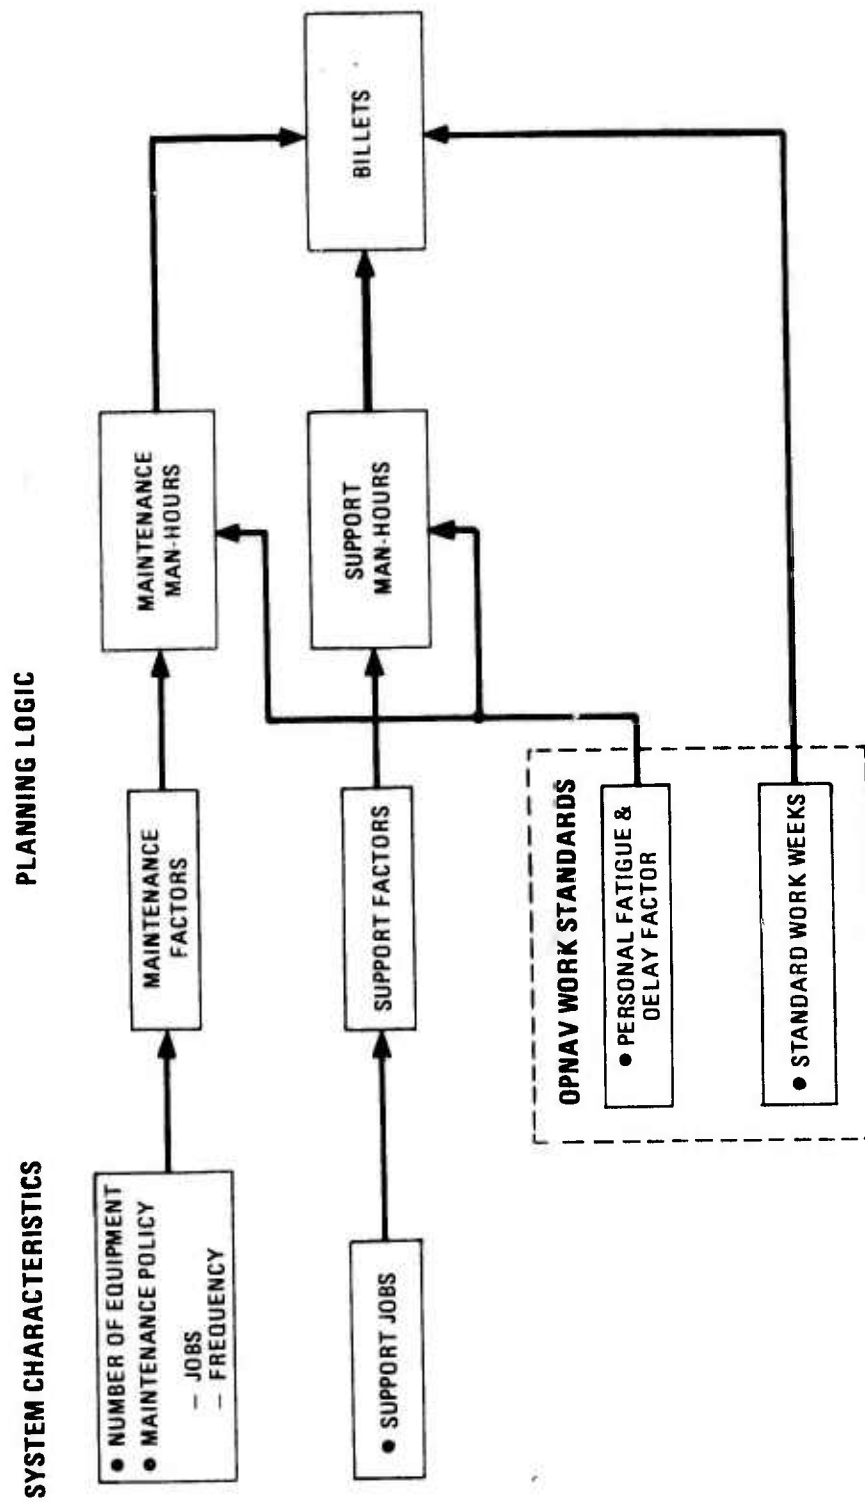 SYSTEM CHARACTERISTICS
PLANNING LOGIC
● NUMBER OF EQUIPMENT
● MAINTENANCE POLICY
– JOBS
– FREQUENCY
MAINTENANCE
FACTORS
MAINTENANCE
MAN-HOURS
● SUPPORT JOBS
SUPPORT FACTORS
SUPPORT
MAN-HOURS
BILLETS
OPNAV WORK STANDARDS
● PERSONAL FATIGUE &
DELAY FACTOR
● STANDARD WORK WEEKS